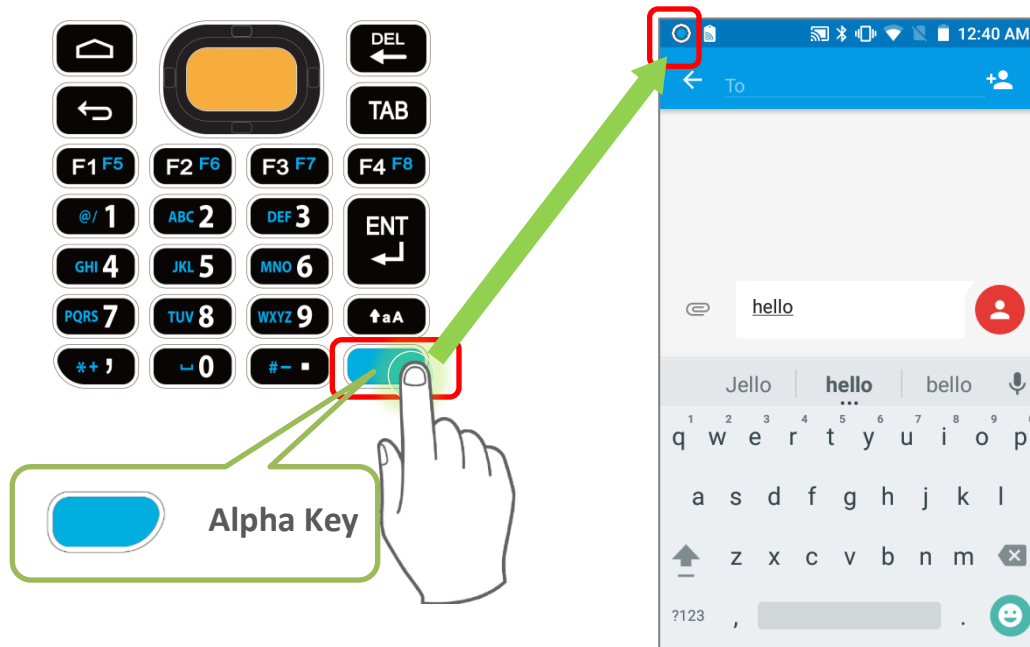 DEL
TAB
F1 F5 F2 F6 F3 F7 F4 F8
@/ 1 ABC 2 DEF 3 ENT
GHI 4 JKL 5 MNO 6
PQRS 7 TUV 8 WXYZ 9 aA
*+ , ⎵ 0 #- .
Alpha Key
12:40 AM
To
hello
Jello hello bello
1 2 3 4 5 6 7 8 9
q w e r t y u i o p
a s d f g h j k l
z x c v b n m
?123 , .